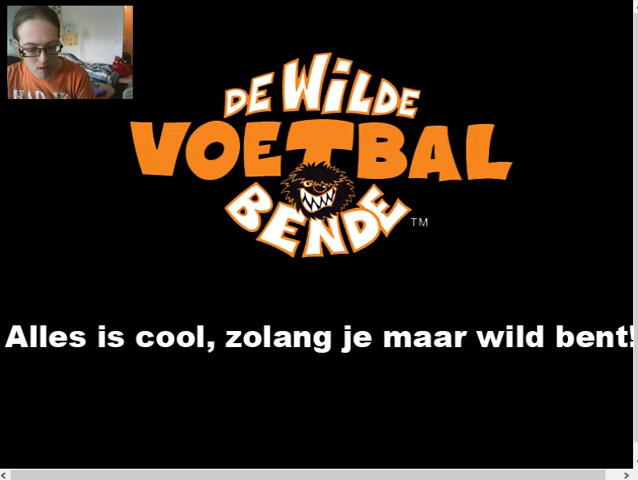 DE WiLDE
VOETBAL
BENDE
TM
Alles is cool, zolang je maar wild bent!